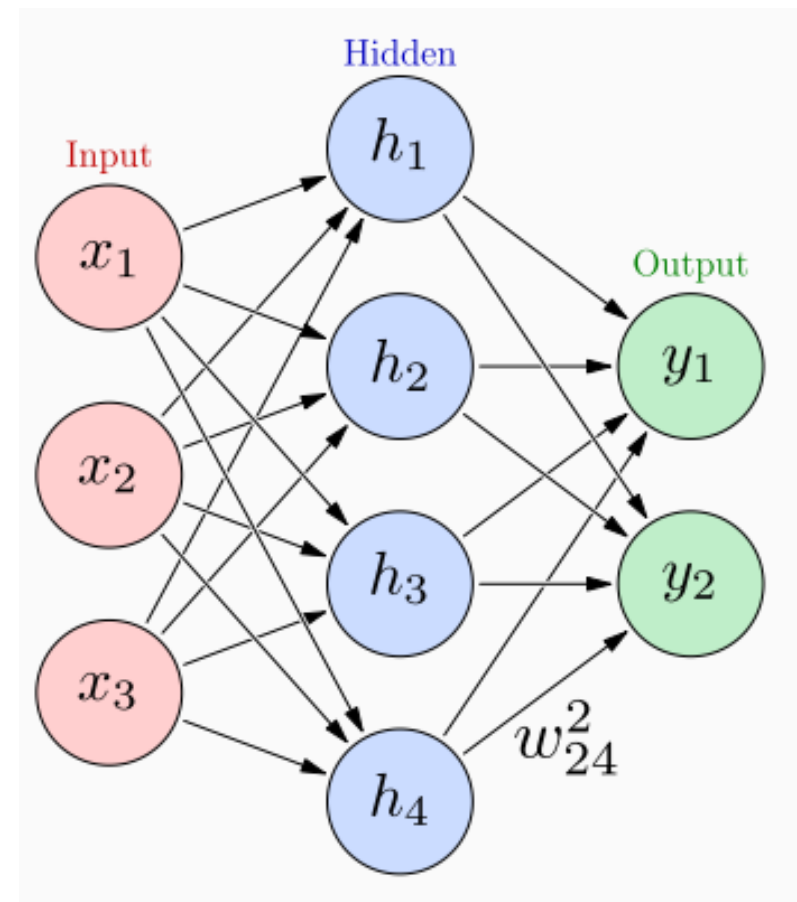 Hidden
Input
Output
h₁
x₁
h₂
y₁
x₂
h₃
y₂
x₃
h₄
w²₂₄